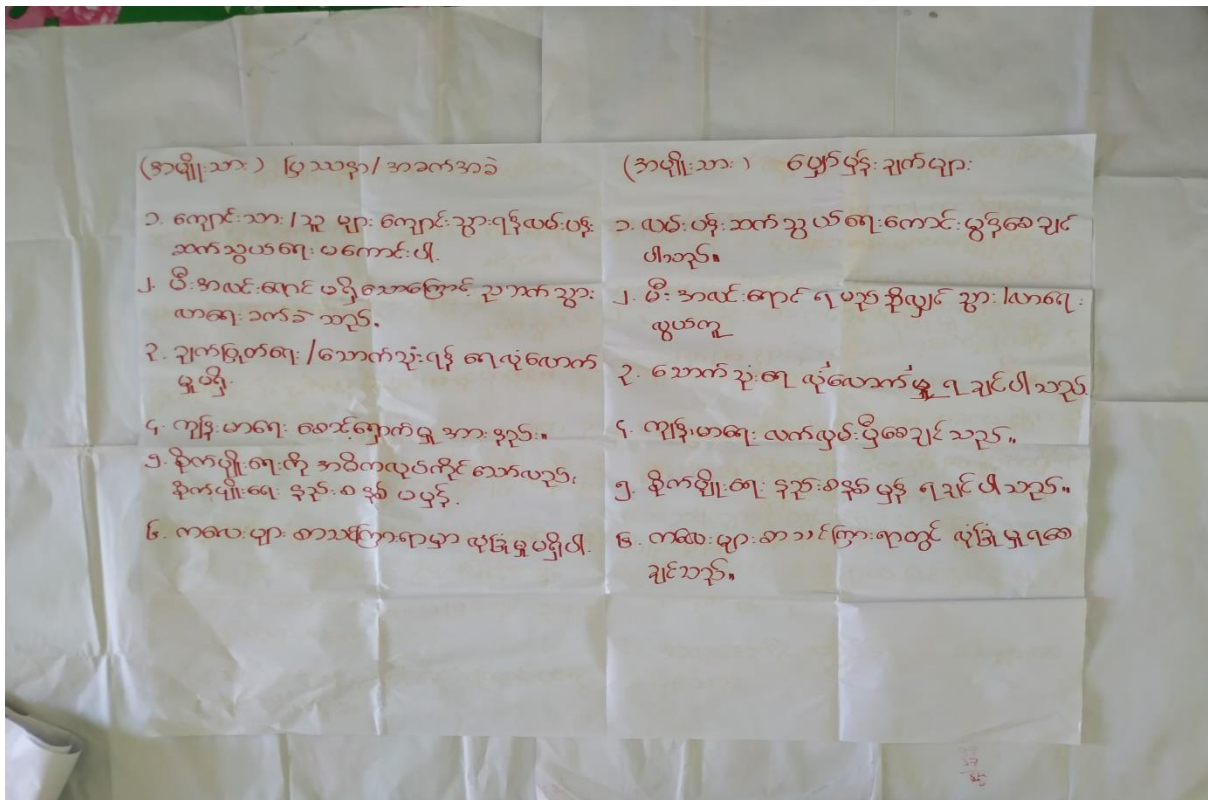 (အမျိုးသား) ပြဿနာ/အခက်အခဲ
၁. ကျောင်းသား/သူ များ ကျောင်းသွားရန်လမ်းပန်း
ဆက်သွယ်ရေး မကောင်းပါ.
၂. မီးအလင်းရောင် မရှိသောကြောင့် ညဘက် သွား
လာရေး ခက်ခဲ သည်.
၃. ချက်ပြုတ်ရေး/သောက်သုံးရန် ရေလုံလောက်
မှုမရှိ.
၄. ကျန်းမာရေး စောင့်ရှောက်မှု အားနည်း။
၅. စိုက်ပျိုးရေးကို အဓိကလုပ်ကိုင် သော်လည်း
စိုက်ပျိုးရေး နည်းစနစ် မမှန်.
၆. ကလေးများ စာသင်ကြားရာမှာ လုံခြုံမှုမရှိပါ.
(အမျိုးသား) မျှော်မှန်းချက်များ
၁. လမ်းပန်းဆက်သွယ်ရေးကောင်းမွန်စေချင်
ပါသည်။
၂. မီးအလင်းရောင် ရမည်ဆိုလျှင် သွား/လာရေး
လွယ်ကူ
၃. သောက်သုံးရေ လုံလောက်မှု ရချင်ပါသည်
၄. ကျန်းမာရေး လက်လှမ်းမှီစေချင်သည်။
၅. စိုက်ပျိုးရေး နည်းစနစ်မှန် ရချင်ပါသည်။
၆. ကလေးများစာသင်ကြားရာတွင် လုံခြုံမှုရစေ
ချင်သည်။